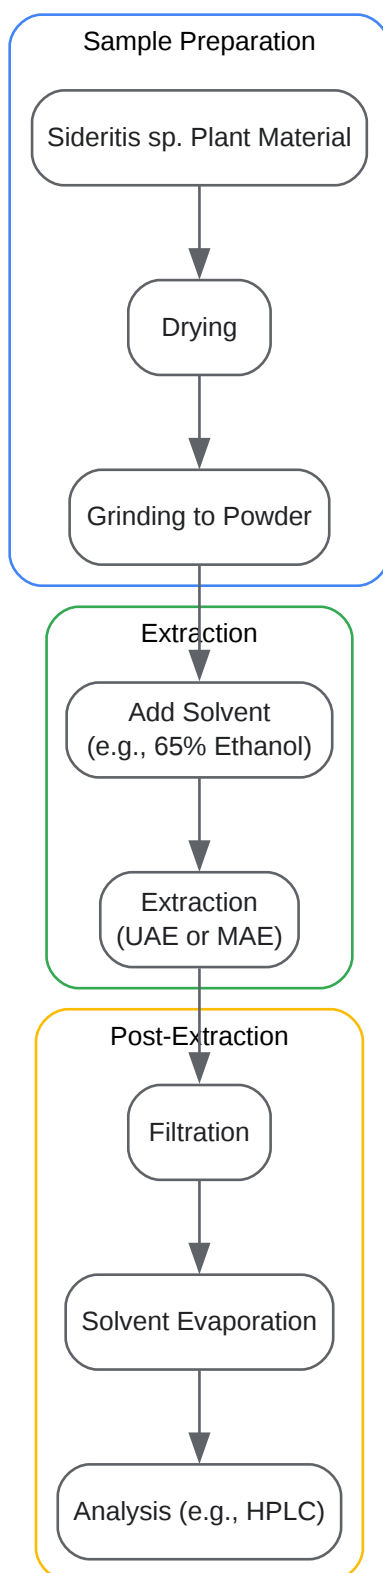 Sample Preparation
Sideritis sp. Plant Material
Drying
Grinding to Powder
Extraction
Add Solvent
(e.g., 65% Ethanol)
Extraction
(UAE or MAE)
Post-Extraction
Filtration
Solvent Evaporation
Analysis (e.g., HPLC)